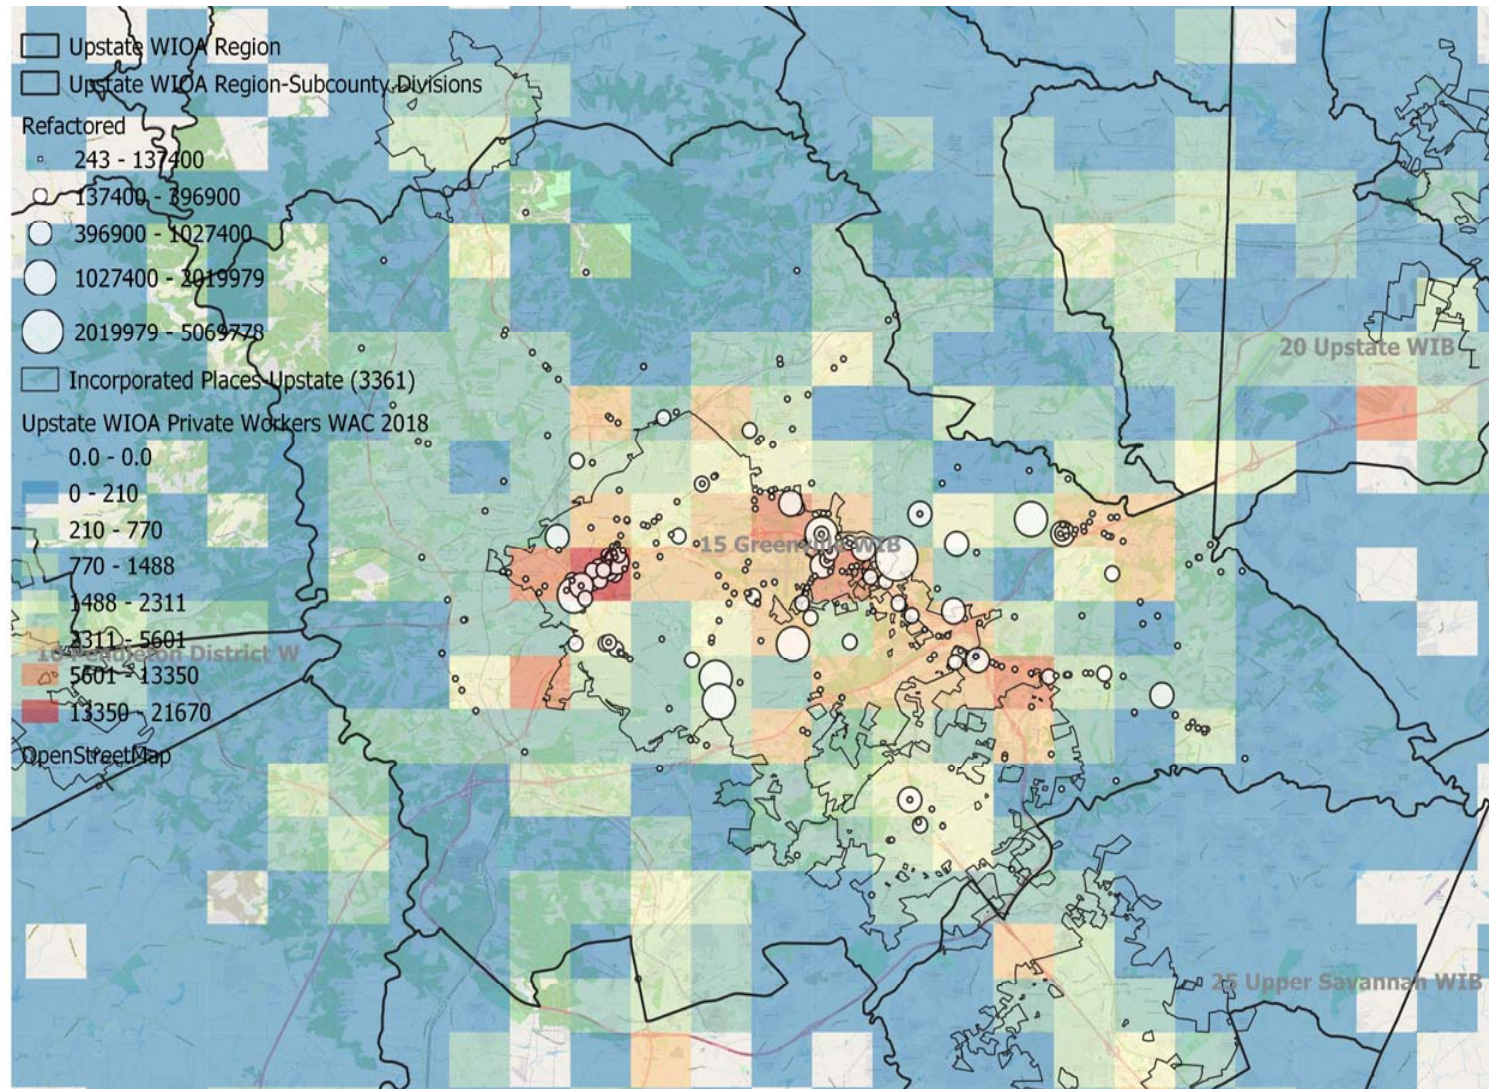 Upstate WIOA Region
Upstate WIOA Region-Subcounty Divisions
Refactored
243 - 137400
137400 - 396900
396900 - 1027400
1027400 - 2019979
2019979 - 5069778
Incorporated Places-Upstate (3361)
Upstate WIOA Private Workers WAC 2018
0.0 - 0.0
0 - 210
210 - 770
770 - 1488
1488 - 2311
2311 - 5601
5601 - 13350
13350 - 21670
OpenStreetMap
20 Upstate WIB
15 Greenville WIB
Pendleton District W
25 Upper Savannah WIB